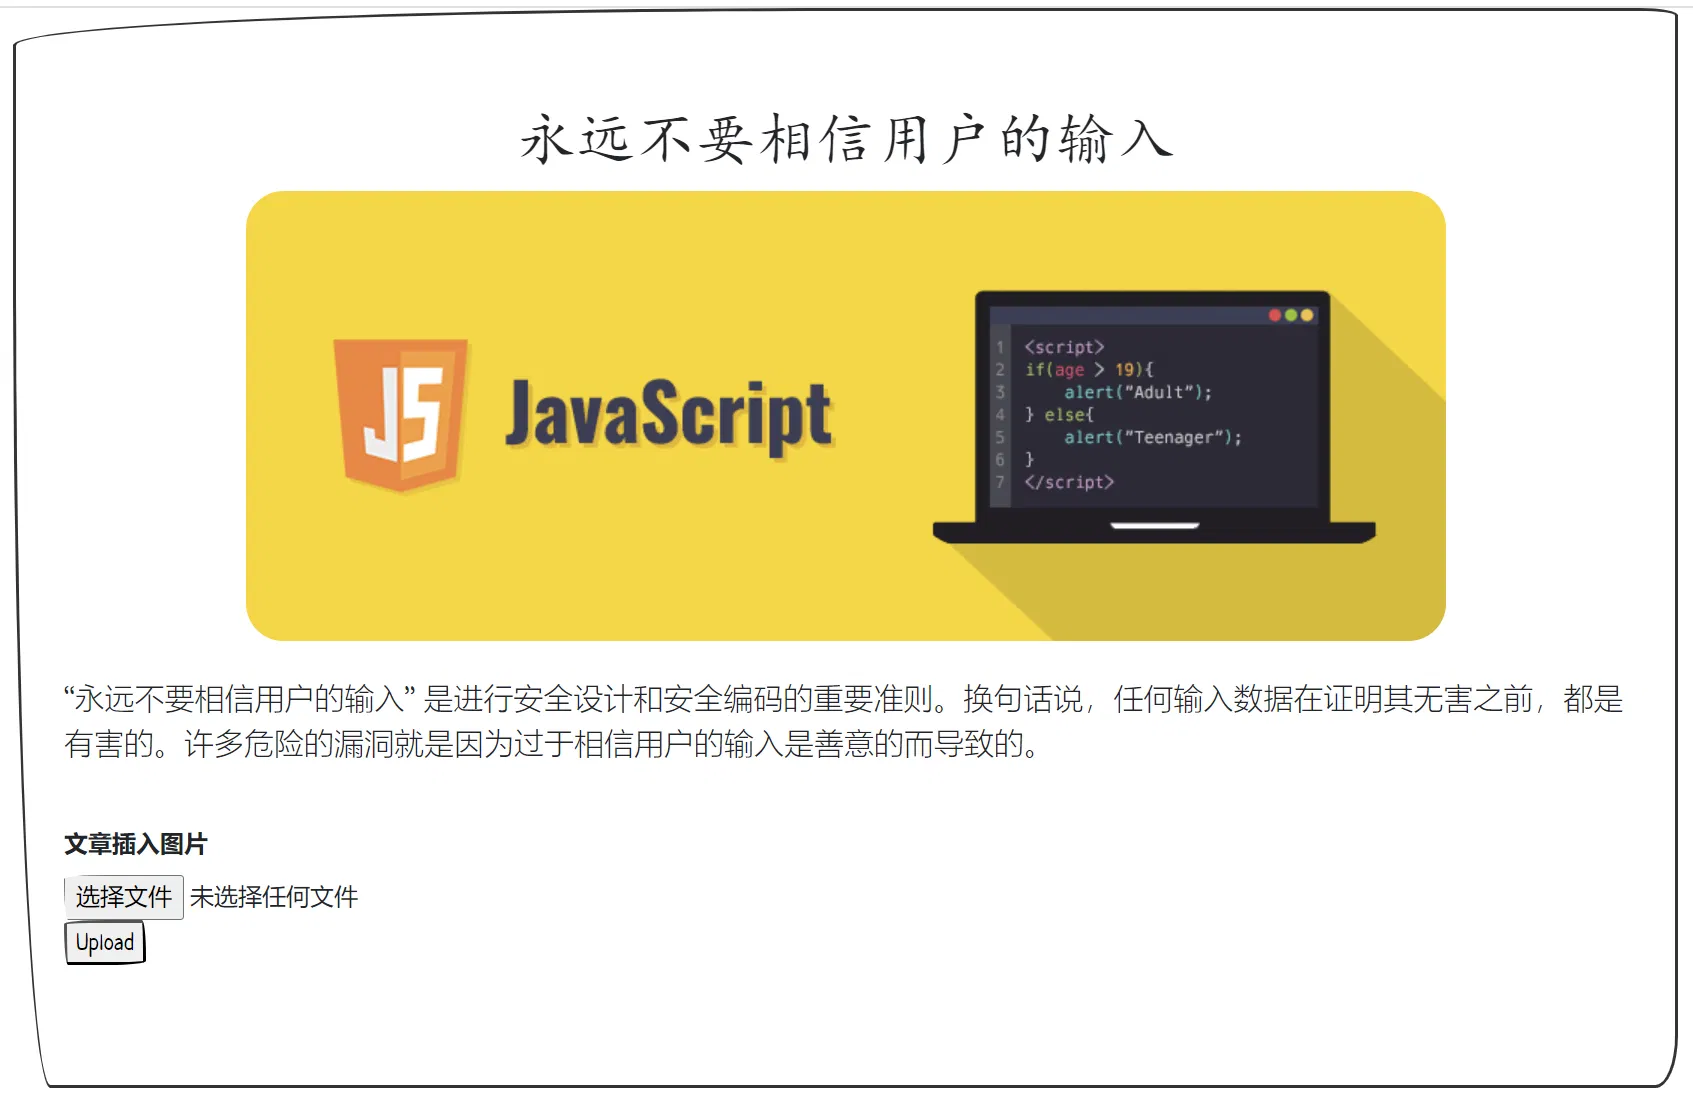 永远不要相信用户的输入
JS
JavaScript
1 <script>
2 if(age > 19){
3 alert("Adult");
4 } else{
5 alert("Teenager");
6 }
7 </script>
“永远不要相信用户的输入” 是进行安全设计和安全编码的重要准则。换句话说，任何输入数据在证明其无害之前，都是
有害的。许多危险的漏洞就是因为过于相信用户的输入是善意的而导致的。
文章插入图片
选择文件 未选择任何文件
Upload